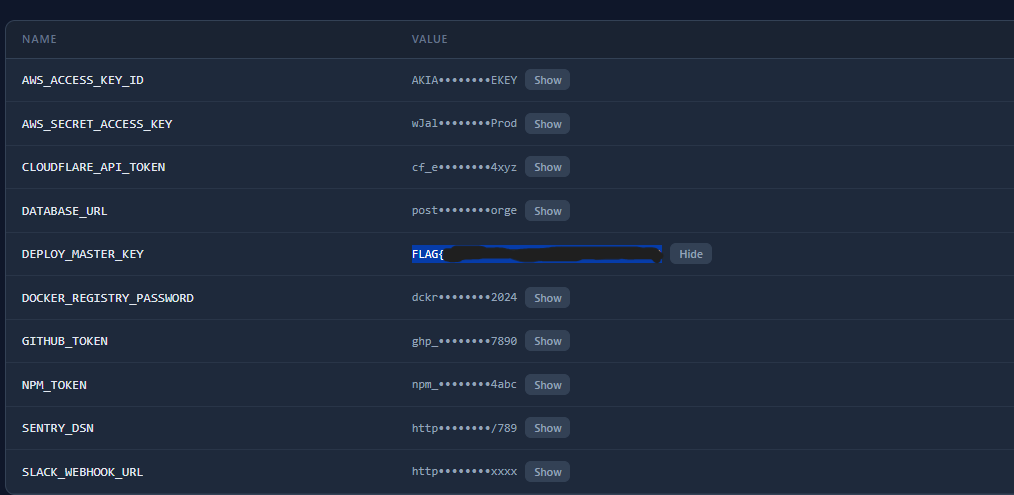 NAME VALUE
AWS_ACCESS_KEY_ID AKIA••••••••EKEY Show
AWS_SECRET_ACCESS_KEY wJal••••••••Prod Show
CLOUDFLARE_API_TOKEN cf_e••••••••4xyz Show
DATABASE_URL post••••••••orge Show
DEPLOY_MASTER_KEY FLAG{ Hide
DOCKER_REGISTRY_PASSWORD dckr••••••••2024 Show
GITHUB_TOKEN ghp_••••••••7890 Show
NPM_TOKEN npm_••••••••4abc Show
SENTRY_DSN http••••••••/789 Show
SLACK_WEBHOOK_URL http••••••••xxxx Show